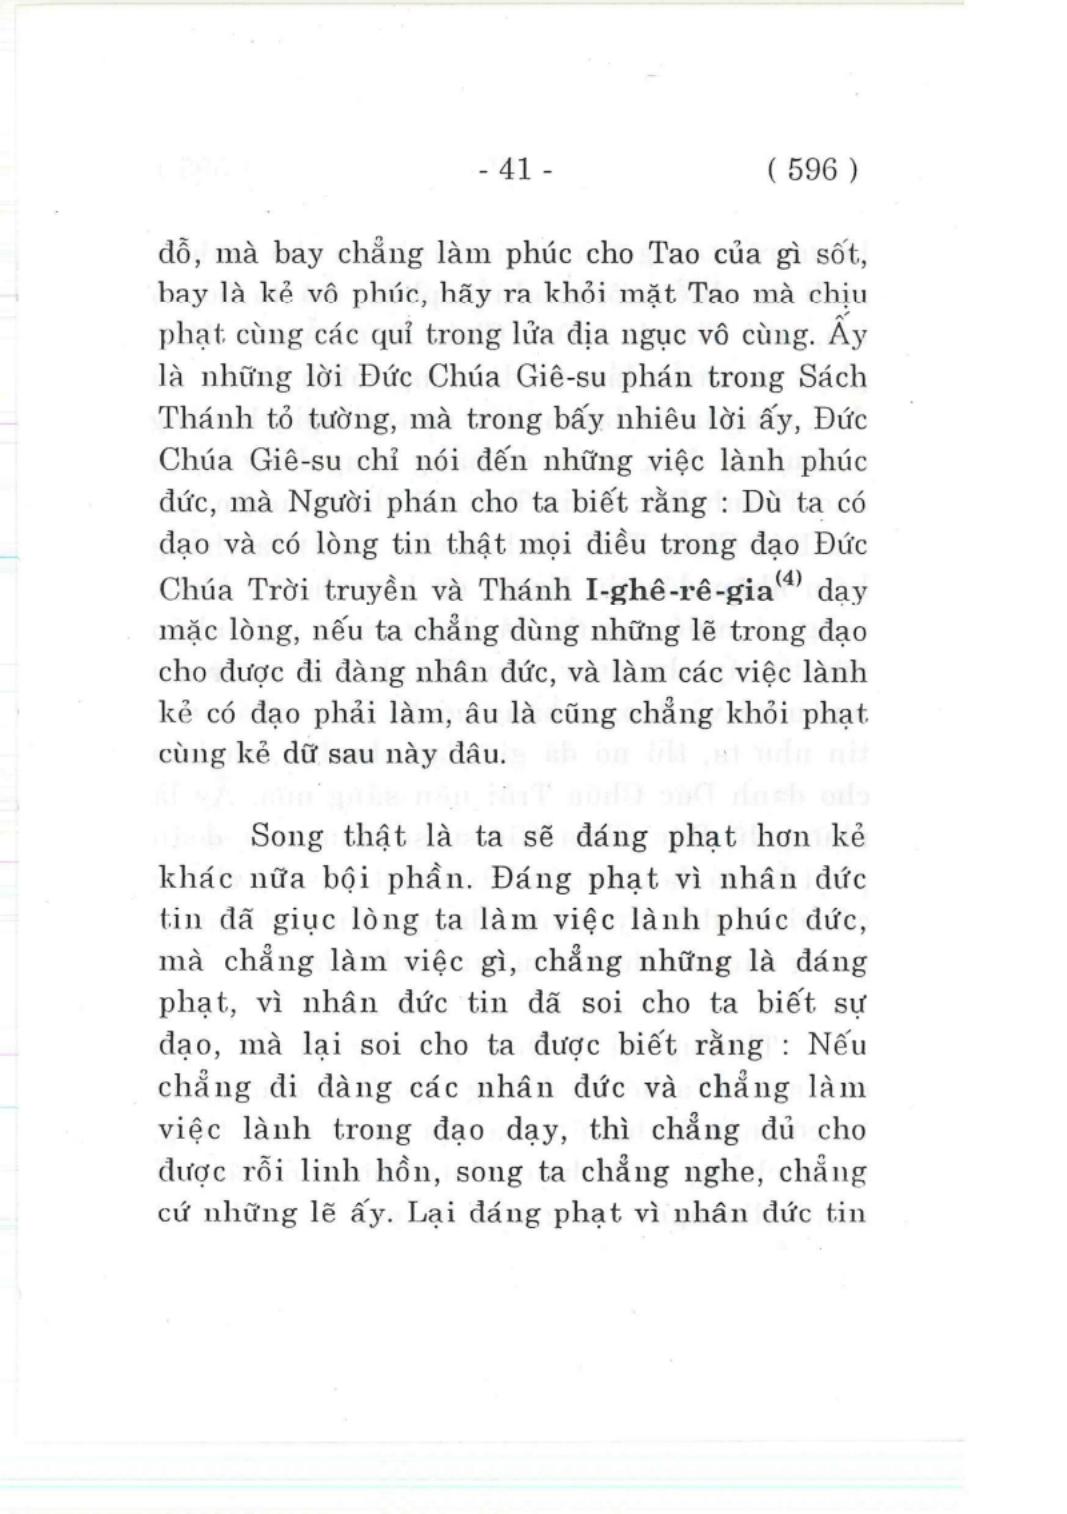 - 41 - ( 596 )
đỗ, mà bay chẳng làm phúc cho Tao của gì sốt,
bay là kẻ vô phúc, hãy ra khỏi mặt Tao mà chịu
phạt cùng các quỉ trong lửa địa ngục vô cùng. Ấy
là những lời Đức Chúa Giê-su phán trong Sách
Thánh tỏ tường, mà trong bấy nhiêu lời ấy, Đức
Chúa Giê-su chỉ nói đến những việc lành phúc
đức, mà Người phán cho ta biết rằng : Dù ta có
đạo và có lòng tin thật mọi điều trong đạo Đức
Chúa Trời truyền và Thánh I-ghê-rê-gia(4) dạy
mặc lòng, nếu ta chẳng dùng những lẽ trong đạo
cho được đi đàng nhân đức, và làm các việc lành
kẻ có đạo phải làm, âu là cũng chẳng khỏi phạt
cùng kẻ dữ sau này đâu.
Song thật là ta sẽ đáng phạt hơn kẻ
khác nữa bội phần. Đáng phạt vì nhân đức
tin đã giục lòng ta làm việc lành phúc đức,
mà chẳng làm việc gì, chẳng những là đáng
phạt, vì nhân đức tin đã soi cho ta biết sự
đạo, mà lại soi cho ta được biết rằng : Nếu
chẳng đi đàng các nhân đức và chẳng làm
việc lành trong đạo dạy, thì chẳng đủ cho
được rỗi linh hồn, song ta chẳng nghe, chẳng
cứ những lẽ ấy. Lại đáng phạt vì nhân đức tin